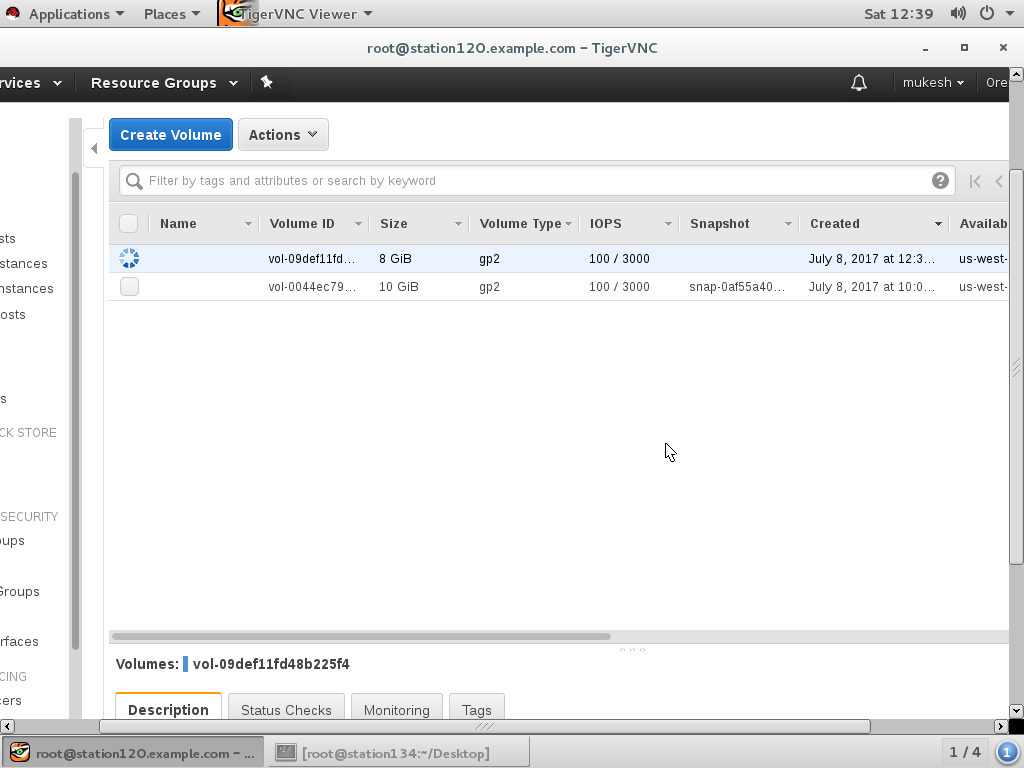 Applications Places TigerVNC Viewer Sat 12:39
root@station120.example.com – TigerVNC
rvices Resource Groups mukesh Ore
Create Volume Actions
Filter by tags and attributes or search by keyword ?
Name Volume ID Size Volume Type IOPS Snapshot Created Availab
vol-09def11fd... 8 GiB gp2 100 / 3000 July 8, 2017 at 12:3... us-west-
vol-0044ec79... 10 GiB gp2 100 / 3000 snap-0af55a40... July 8, 2017 at 10:0... us-west-
sts
stances
nstances
osts
s
CK STORE
SECURITY
oups
Groups
rfaces
CING
cers
Volumes: vol-09def11fd48b225f4
Description Status Checks Monitoring Tags
root@station120.example.com – ... [root@station134:~/Desktop] 1 / 4 1